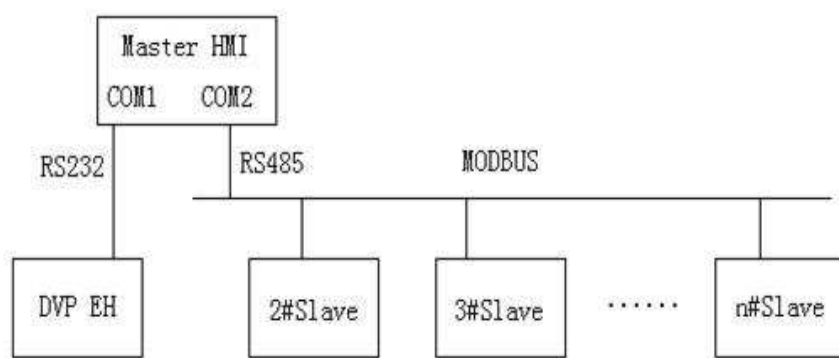 Master HMI
COM1 COM2
RS232 RS485 MODBUS
DVP EH 2#Slave 3#Slave ······ n#Slave